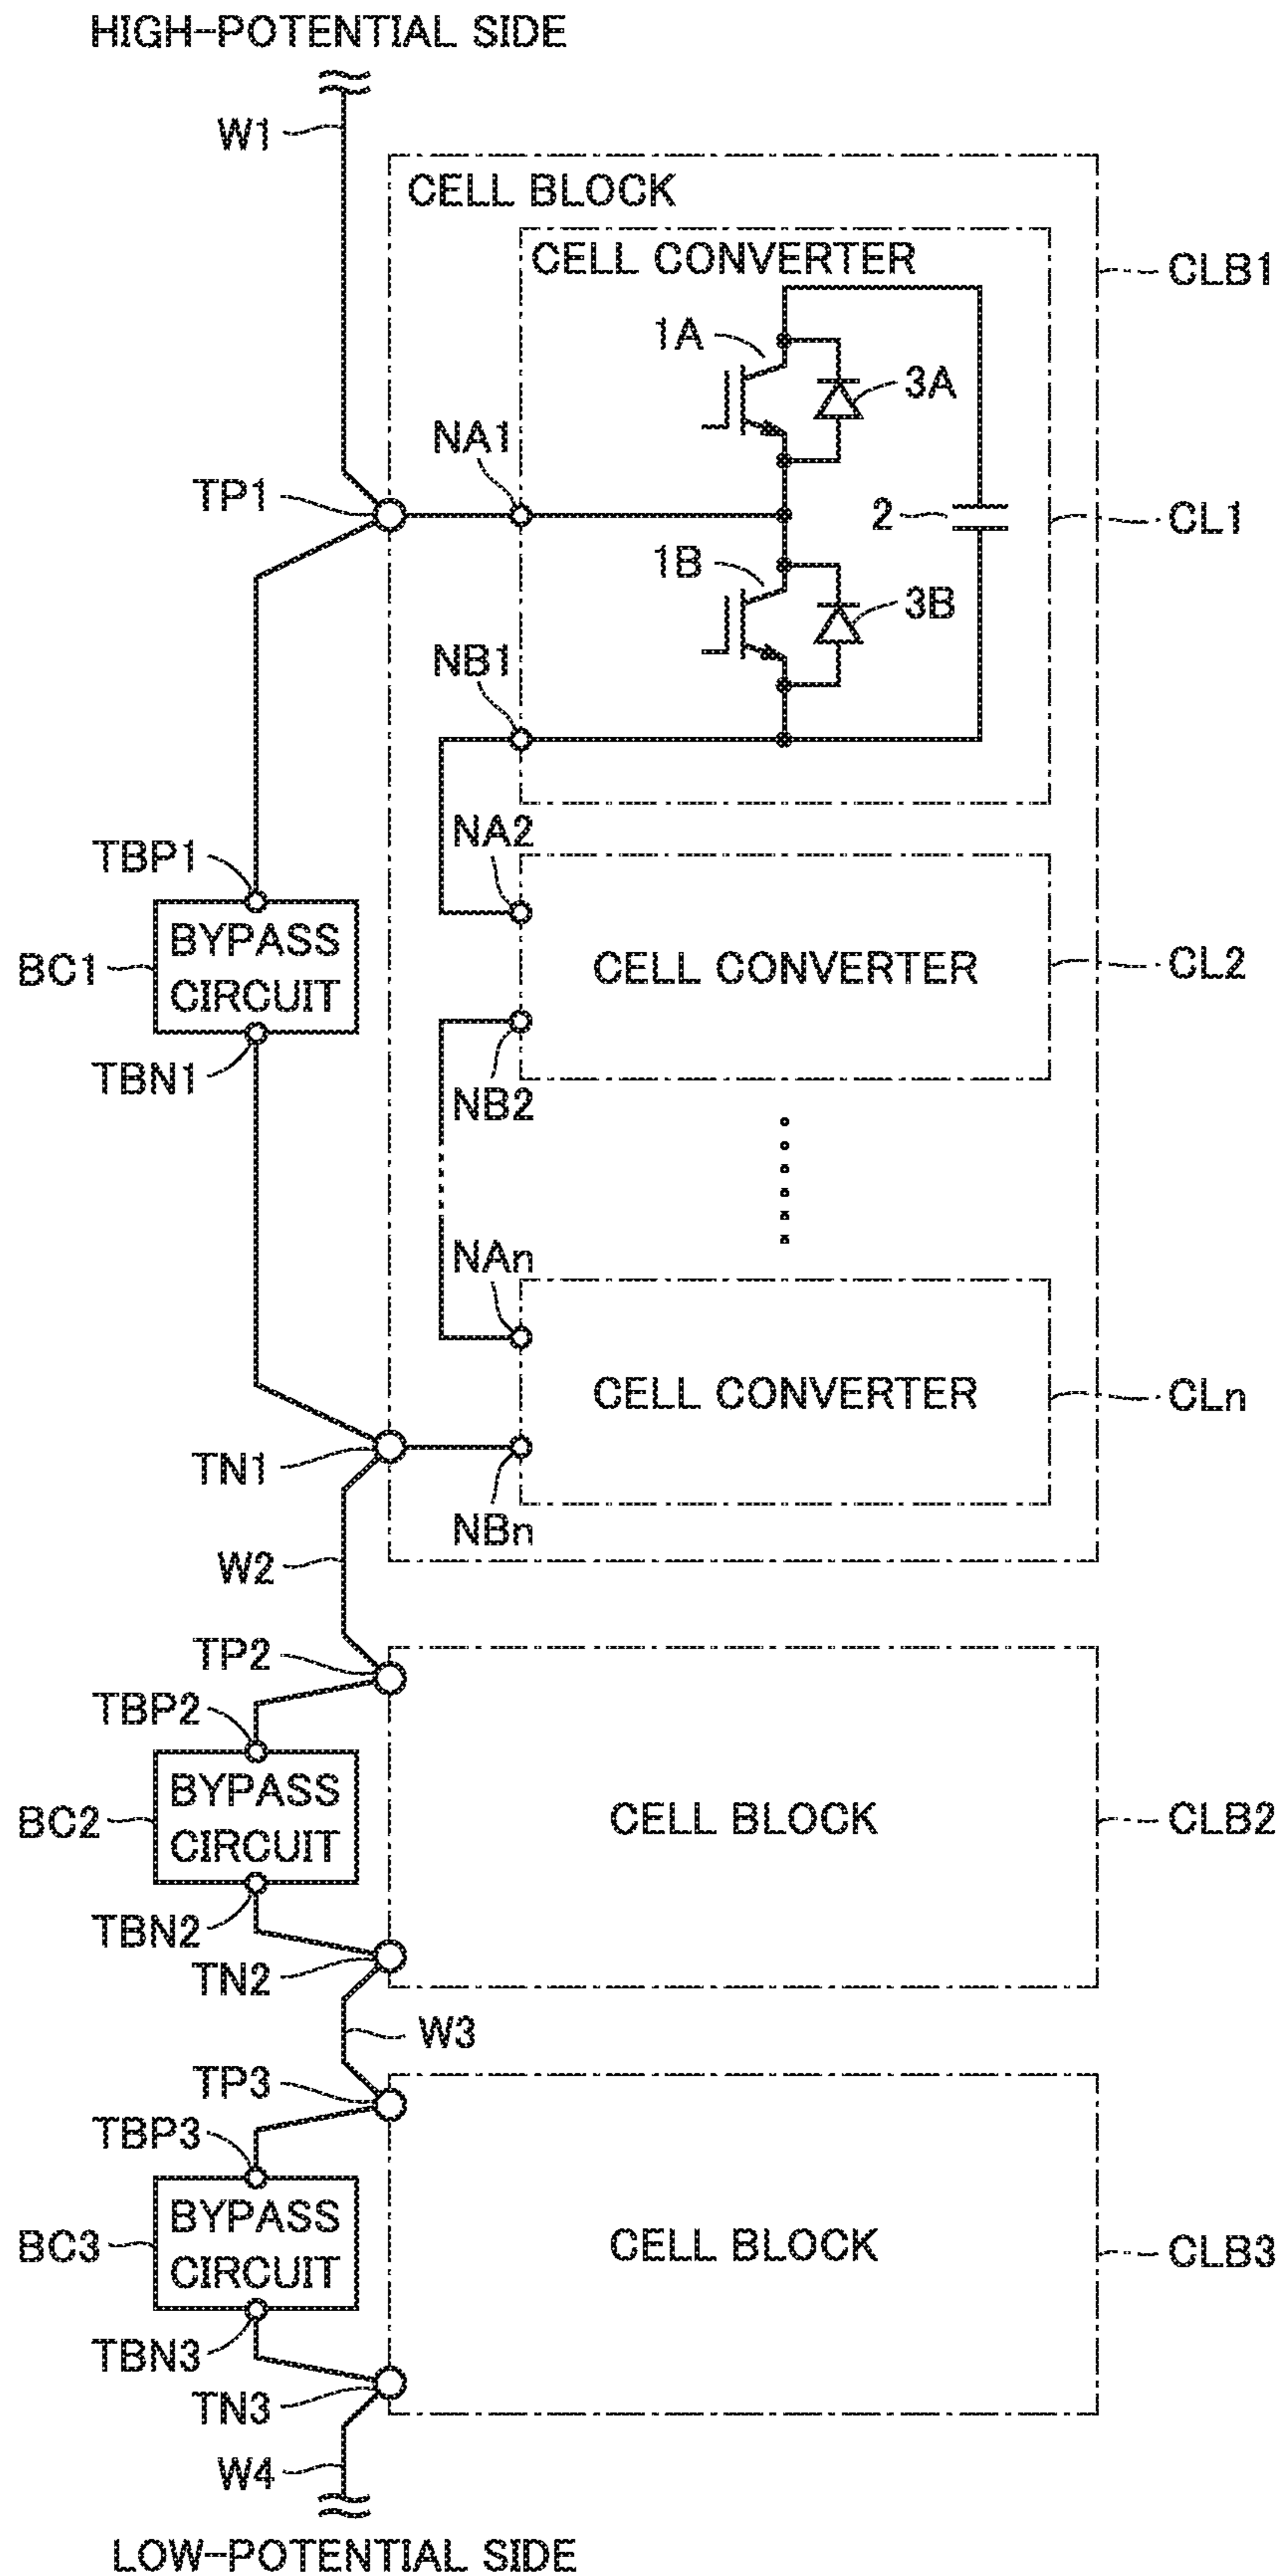 HIGH-POTENTIAL SIDE
W1
CELL BLOCK
CELL CONVERTER
CLB1
1A
3A
NA1
TP1
2
CL1
1B
3B
NB1
NA2
TBP1
BYPASS
CIRCUIT
BC1
CELL CONVERTER
CL2
TBN1
NB2
NAn
CELL CONVERTER
CLn
TN1
NBn
W2
TP2
TBP2
BYPASS
CIRCUIT
BC2
CELL BLOCK
CLB2
TBN2
TN2
W3
TP3
TBP3
BYPASS
CIRCUIT
BC3
CELL BLOCK
CLB3
TBN3
TN3
W4
LOW-POTENTIAL SIDE